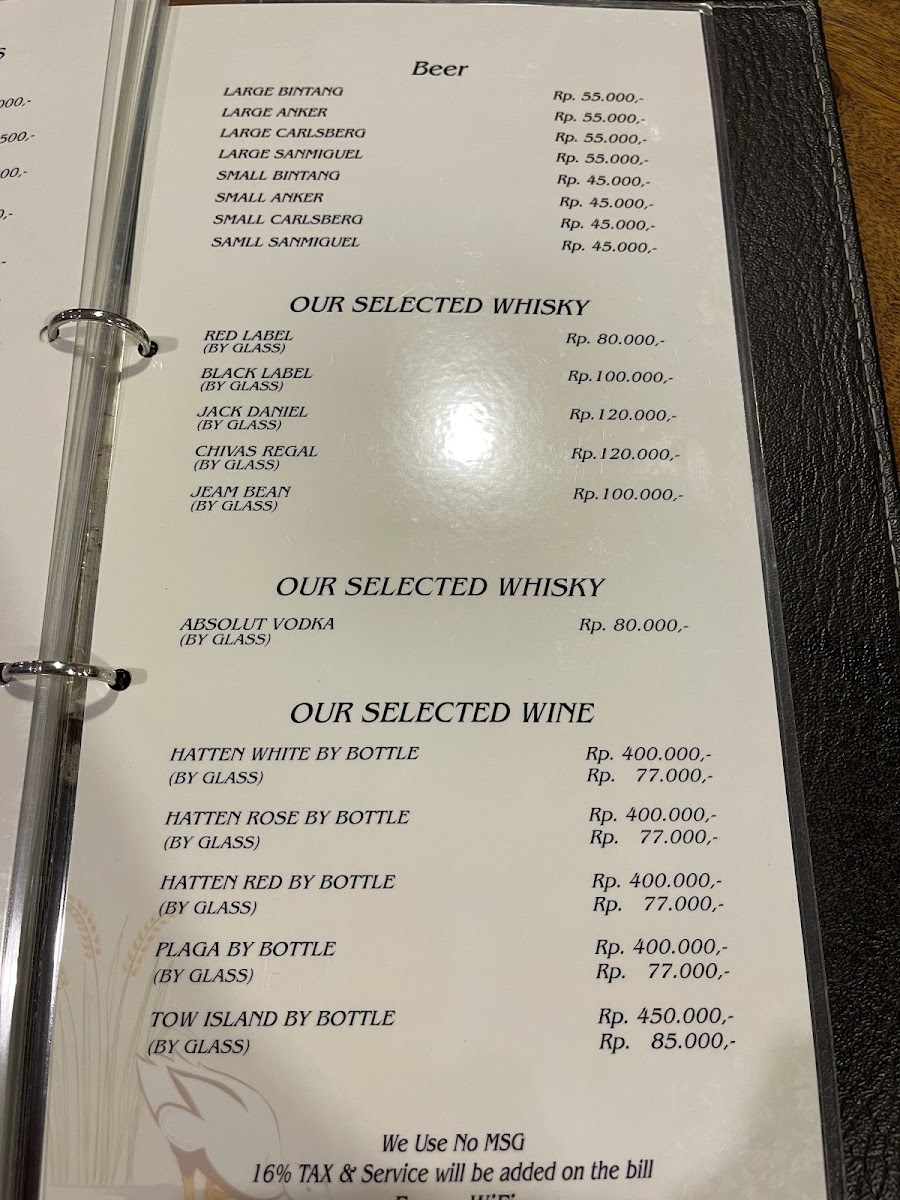 s
000,-
500,-
00,-
Beer
LARGE BINTANG Rp. 55.000,-
LARGE ANKER Rp. 55.000,-
LARGE CARLSBERG Rp. 55.000,-
LARGE SANMIGUEL Rp. 55.000,-
SMALL BINTANG Rp. 45.000,-
SMALL ANKER Rp. 45.000,-
SMALL CARLSBERG Rp. 45.000,-
SAMLL SANMIGUEL Rp. 45.000,-
OUR SELECTED WHISKY
RED LABEL Rp. 80.000,-
(BY GLASS)
BLACK LABEL Rp.100.000,-
(BY GLASS)
JACK DANIEL Rp.120.000,-
(BY GLASS)
CHIVAS REGAL Rp.120.000,-
(BY GLASS)
JEAM BEAN Rp.100.000,-
(BY GLASS)
OUR SELECTED WHISKY
ABSOLUT VODKA Rp. 80.000,-
(BY GLASS)
OUR SELECTED WINE
HATTEN WHITE BY BOTTLE Rp. 400.000,-
(BY GLASS) Rp. 77.000,-
HATTEN ROSE BY BOTTLE Rp. 400.000,-
(BY GLASS) Rp. 77.000,-
HATTEN RED BY BOTTLE Rp. 400.000,-
(BY GLASS) Rp. 77.000,-
PLAGA BY BOTTLE Rp. 400.000,-
(BY GLASS) Rp. 77.000,-
TOW ISLAND BY BOTTLE Rp. 450.000,-
(BY GLASS) Rp. 85.000,-
We Use No MSG
16% TAX & Service will be added on the bill